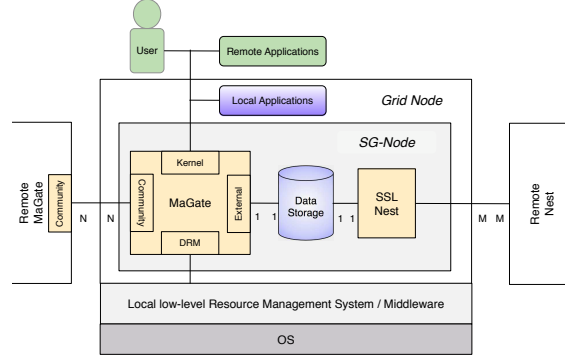 User
Remote Applications
Local Applications
Grid Node
SG-Node
Remote
MaGate
Community
N
N
Kernel
Community
MaGate
External
DRM
1
1
Data
Storage
1
1
SSL
Nest
M
M
Remote
Nest
Local low-level Resource Management System / Middleware
OS